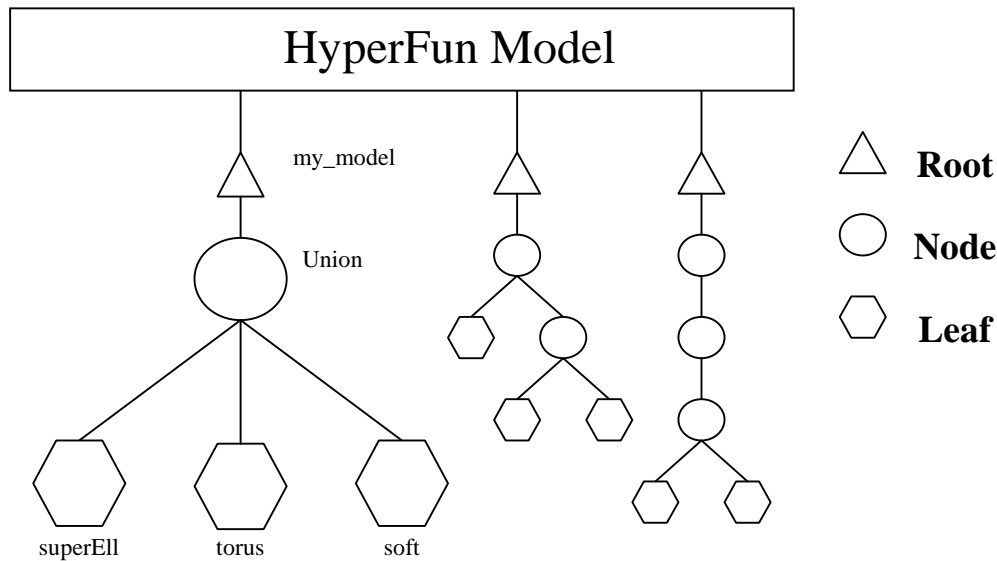 HyperFun Model
my_model
Root
Union
Node
Leaf
superEll
torus
soft